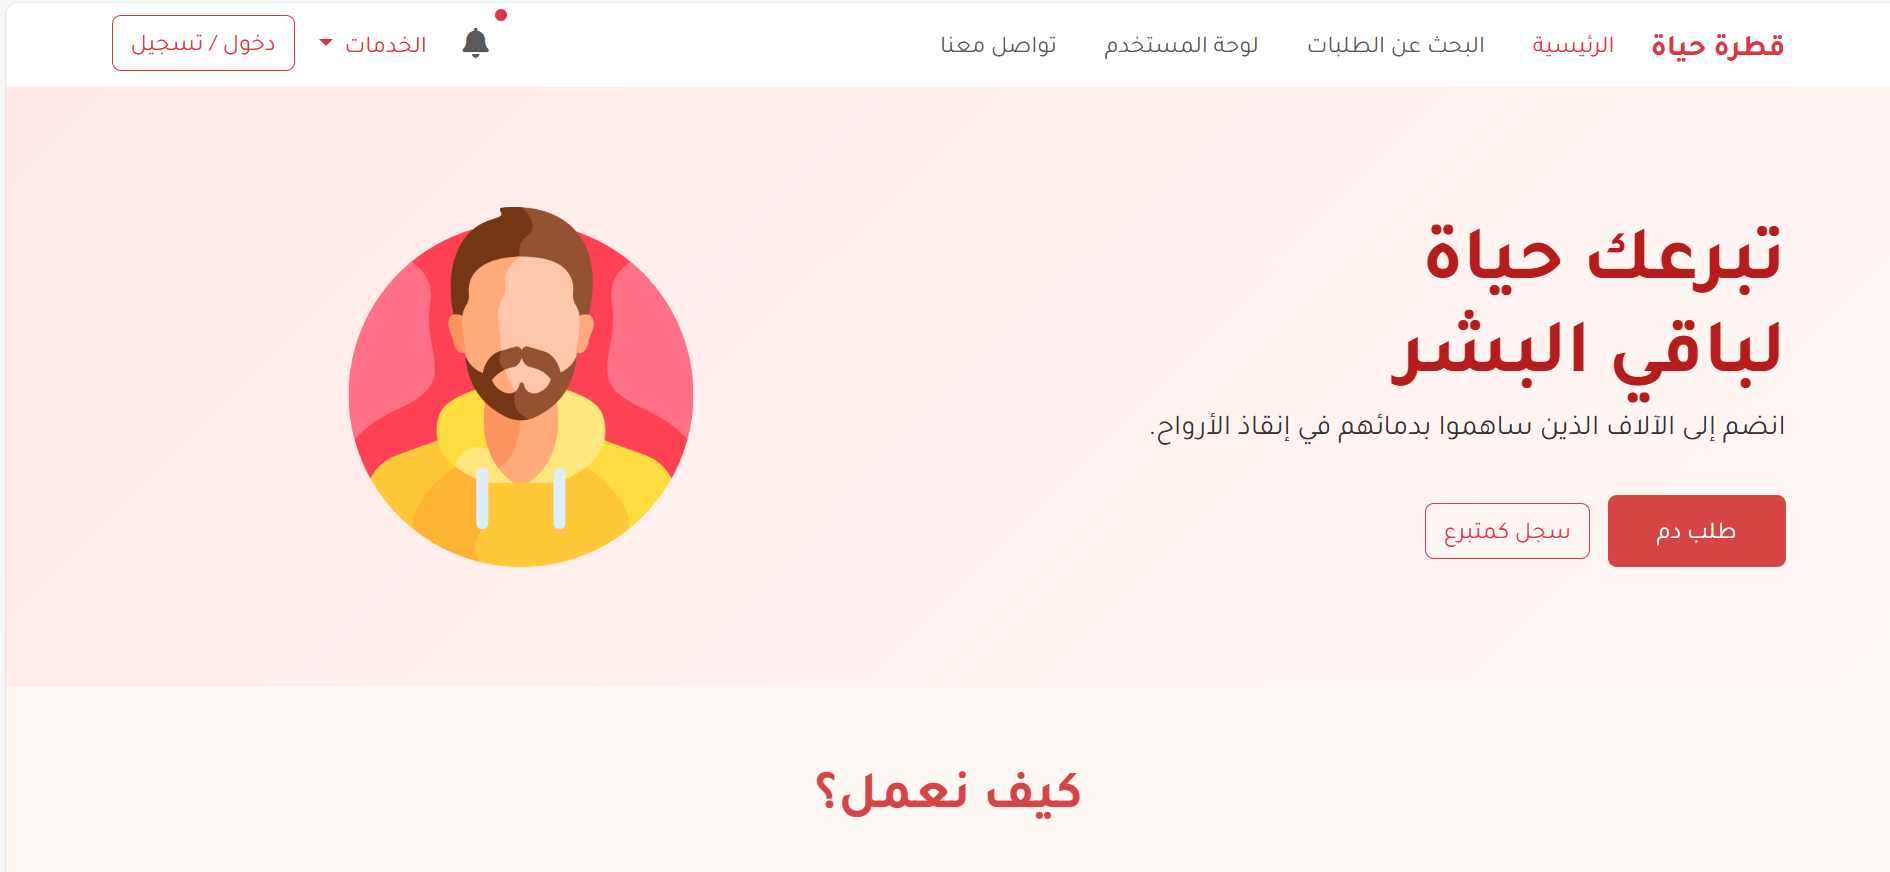 قطرة حياة
الرئيسية
البحث عن الطلبات
لوحة المستخدم
تواصل معنا
الخدمات
دخول / تسجيل
تبرعك حياة
لباقي البشر
انضم إلى الآلاف الذين ساهموا بدمائهم في إنقاذ الأرواح.
طلب دم
سجل كمتبرع
كيف نعمل؟